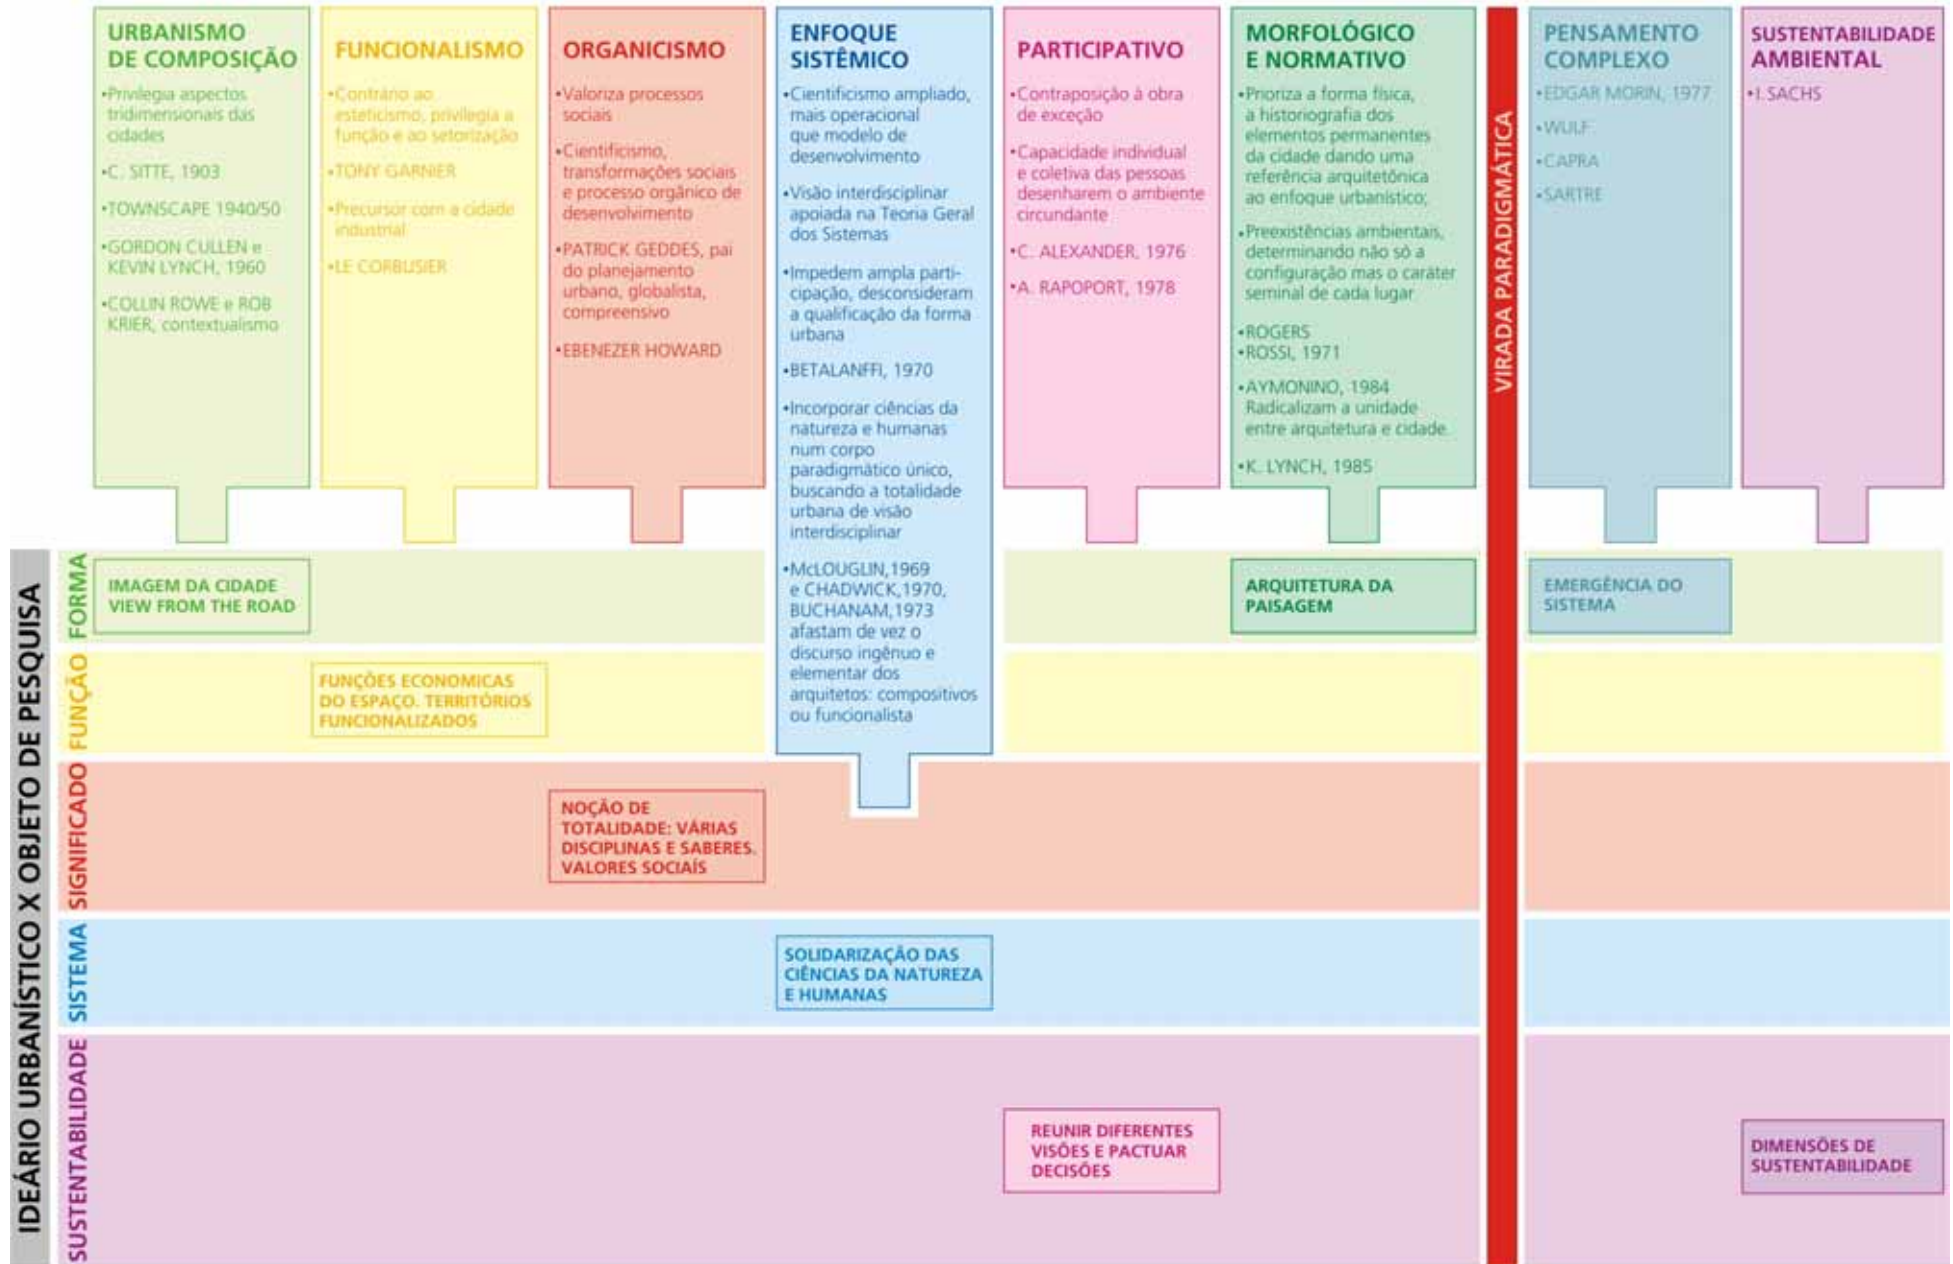 URBANISMO
DE COMPOSIÇÃO
•Privilegia aspectos
tridimensionais das
cidades
•C. SITTE, 1903
•TOWNSCAPE 1940/50
•GORDON CULLEN e
KEVIN LYNCH, 1960
•COLLIN ROWE e ROB
KRIER, contextualismo
FUNCIONALISMO
•Contrário ao
esteticismo, privilegia a
função e ao setorização
•TONY GARNIER
•Precursor com a cidade
industrial
•LE CORBUSIER
ORGANICISMO
•Valoriza processos
sociais
•Cientificismo,
transformações sociais
e processo orgânico de
desenvolvimento
•PATRICK GEDDES, pai
do planejamento
urbano, globalista,
compreensivo
•EBENEZER HOWARD
ENFOQUE
SISTÊMICO
•Cientificismo ampliado,
mais operacional
que modelo de
desenvolvimento
•Visão interdisciplinar
apoiada na Teoria Geral
dos Sistemas
•Impedem ampla parti-
cipação, desconsideram
a qualificação da forma
urbana
•BETALANFFI, 1970
•Incorporar ciências da
natureza e humanas
num corpo
paradigmático único,
buscando a totalidade
urbana de visão
interdisciplinar
•McLOUGLIN,1969
e CHADWICK,1970,
BUCHANAM,1973
afastam de vez o
discurso ingênuo e
elementar dos
arquitetos: compositivos
ou funcionalista
PARTICIPATIVO
•Contraposição à obra
de exceção
•Capacidade individual
e coletiva das pessoas
desenharem o ambiente
circundante
•C. ALEXANDER, 1976
•A. RAPOPORT, 1978
MORFOLÓGICO
E NORMATIVO
•Prioriza a forma física,
a historiografia dos
elementos permanentes
da cidade dando uma
referência arquitetônica
ao enfoque urbanístico;
•Preexistências ambientais,
determinando não só a
configuração mas o caráter
seminal de cada lugar
•ROGERS
•ROSSI, 1971
•AYMONINO, 1984
Radicalizam a unidade
entre arquitetura e cidade.
•K. LYNCH, 1985
VIRADA PARADIGMÁTICA
PENSAMENTO
COMPLEXO
•EDGAR MORIN, 1977
•WULF
•CAPRA
•SARTRE
SUSTENTABILIDADE
AMBIENTAL
•I.SACHS
IDEÁRIO URBANÍSTICO X OBJETO DE PESQUISA
FORMA
IMAGEM DA CIDADE
VIEW FROM THE ROAD
ARQUITETURA DA
PAISAGEM
EMERGÊNCIA DO
SISTEMA
FUNÇÃO
FUNÇÕES ECONOMICAS
DO ESPAÇO. TERRITÓRIOS
FUNCIONALIZADOS
SIGNIFICADO
NOÇÃO DE
TOTALIDADE: VÁRIAS
DISCIPLINAS E SABERES.
VALORES SOCIAÍS
SISTEMA
SOLIDARIZAÇÃO DAS
CIÊNCIAS DA NATUREZA
E HUMANAS
SUSTENTABILIDADE
REUNIR DIFERENTES
VISÕES E PACTUAR
DECISÕES
DIMENSÕES DE
SUSTENTABILIDADE